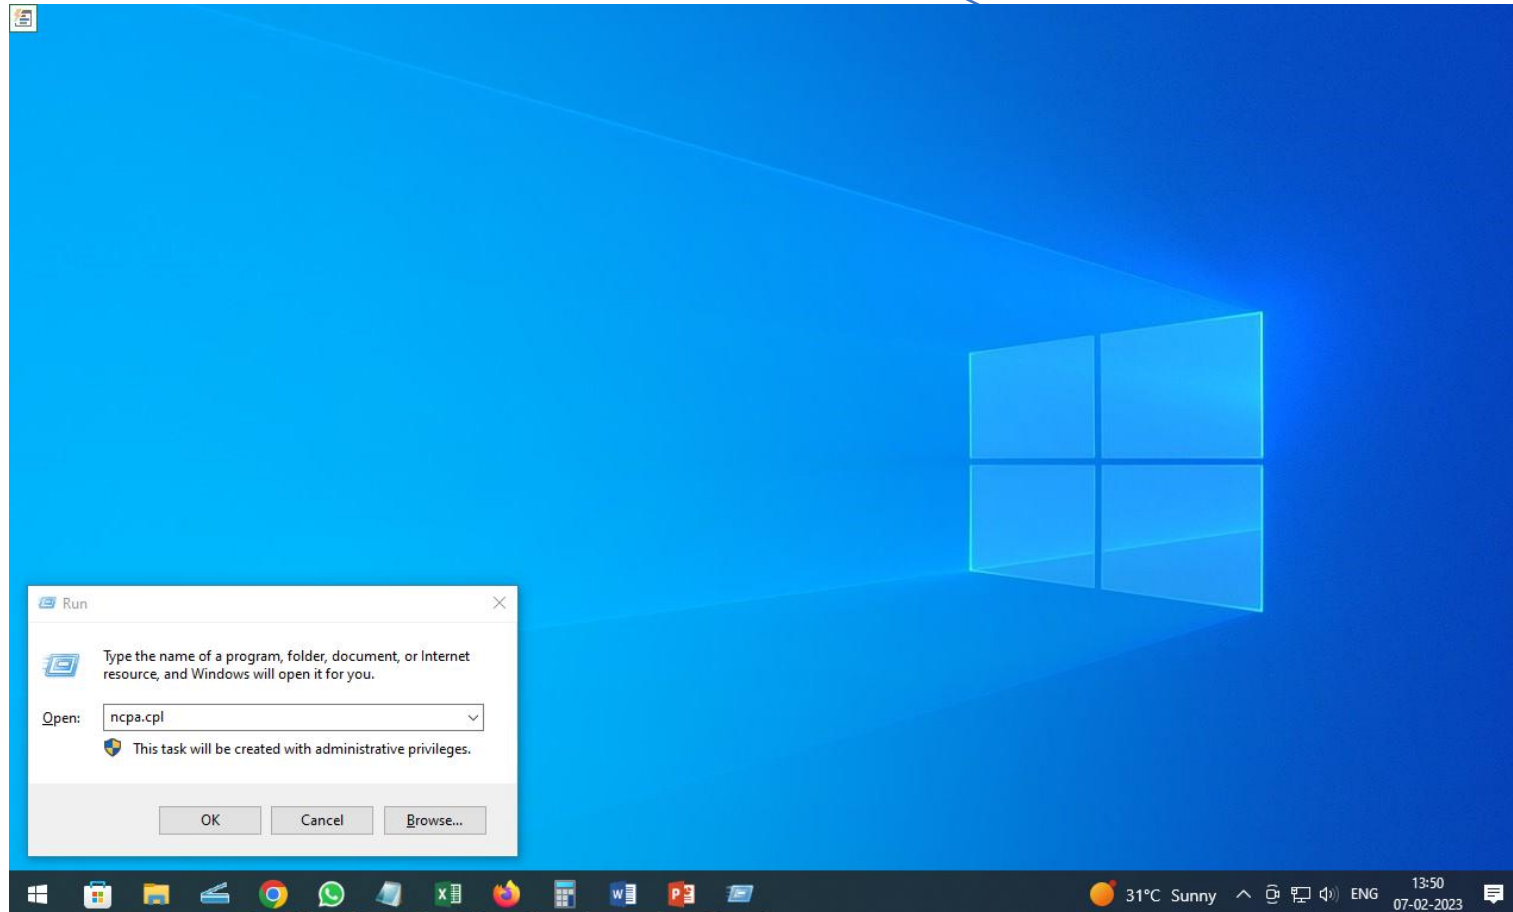 Run
Type the name of a program, folder, document, or Internet
resource, and Windows will open it for you.
Open: ncpa.cpl
This task will be created with administrative privileges.
OK Cancel Browse...
31°C Sunny ENG 13:50
07-02-2023